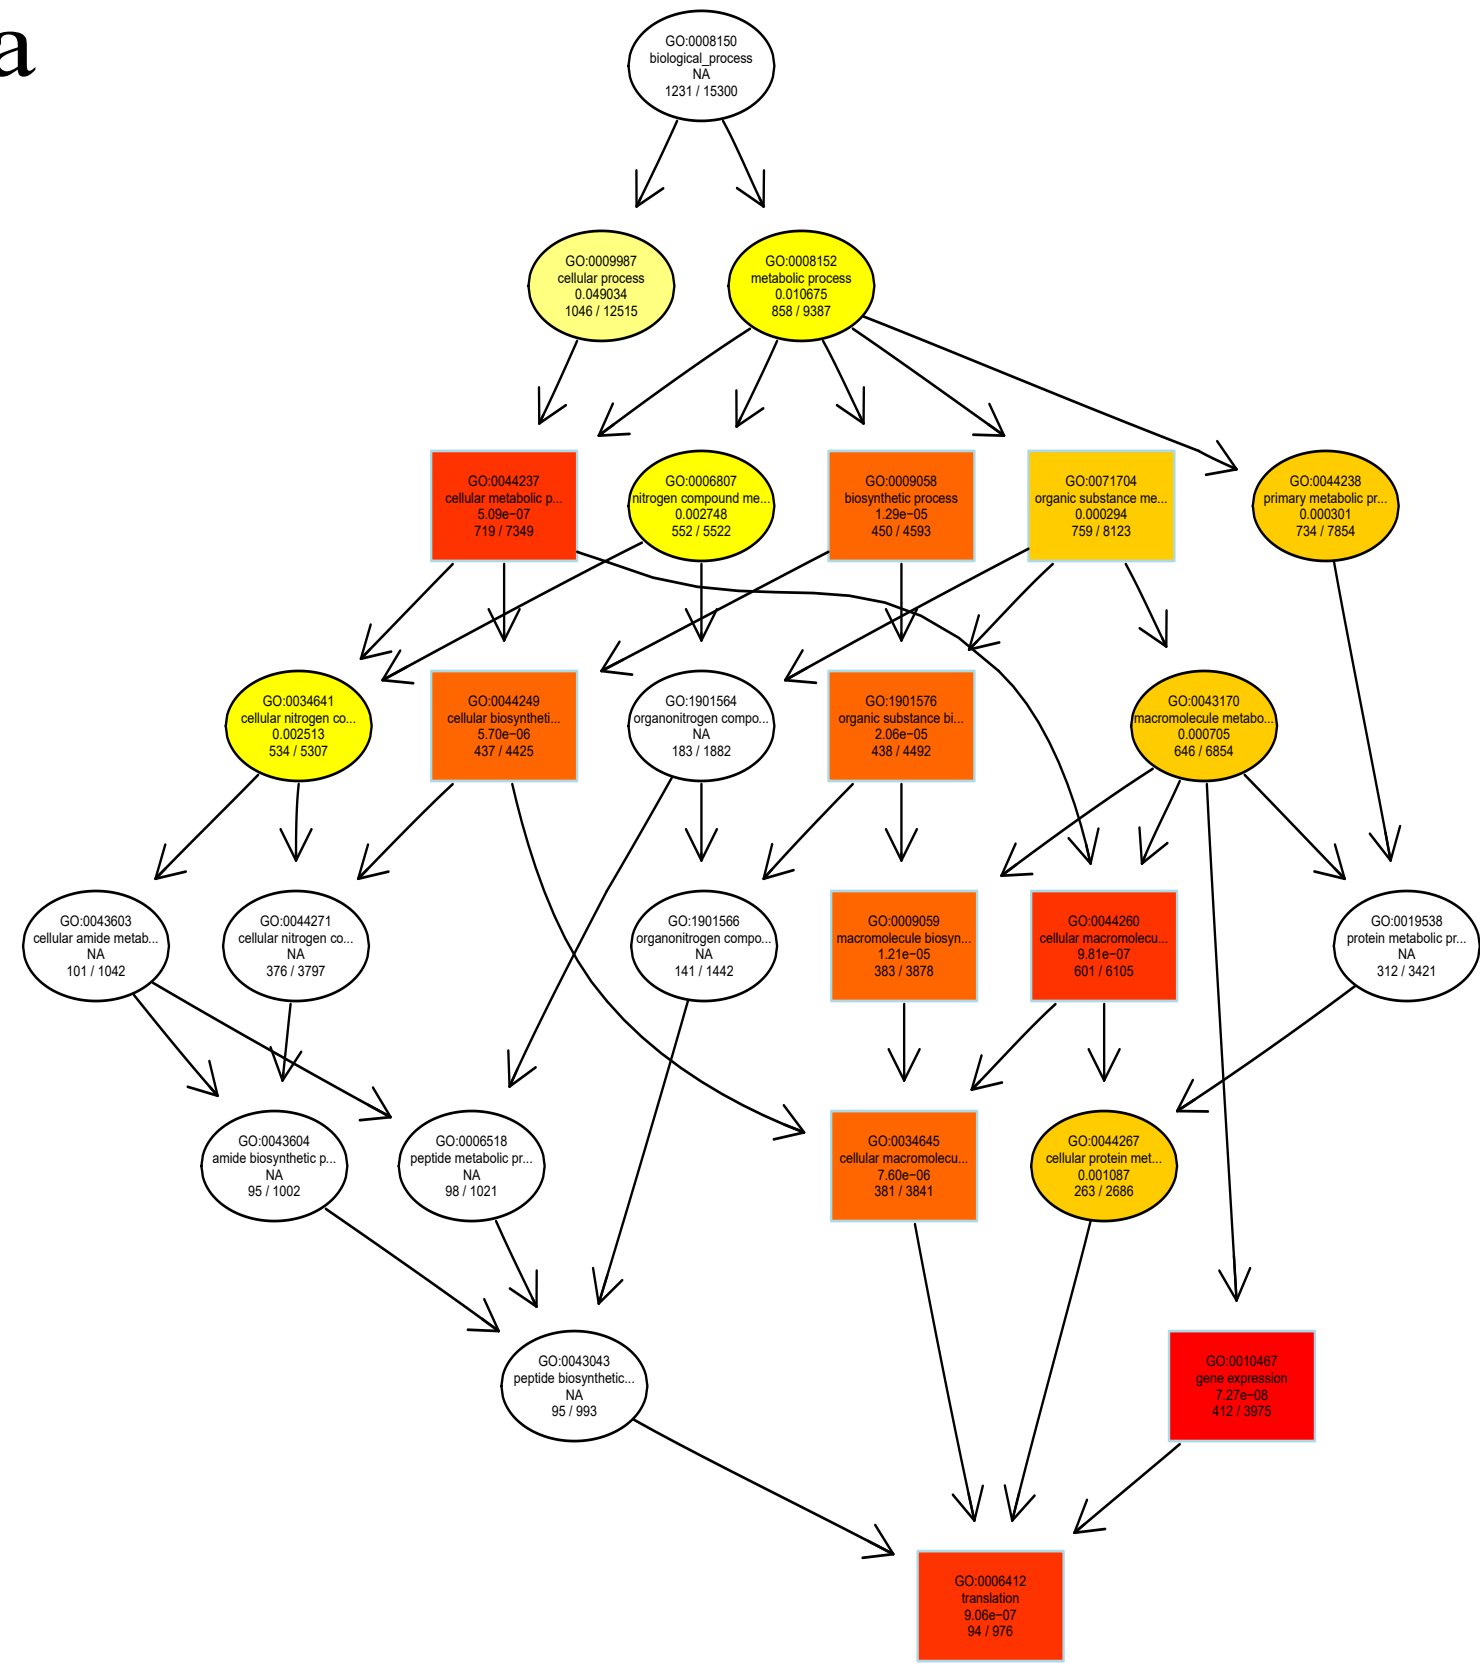 a
GO:0008150
biological_process
NA
1231 / 15300
GO:0009987
cellular process
0.049034
1046 / 12515
GO:0008152
metabolic process
0.010675
858 / 9387
GO:0044237
cellular metabolic p...
5.09e−07
719 / 7349
GO:0006807
nitrogen compound me...
0.002748
552 / 5522
GO:0009058
biosynthetic process
1.29e−05
450 / 4593
GO:0071704
organic substance me...
0.000294
759 / 8123
GO:0044238
primary metabolic pr...
0.000301
734 / 7854
GO:0034641
cellular nitrogen co...
0.002513
534 / 5307
GO:0044249
cellular biosyntheti...
5.70e−06
437 / 4425
GO:1901564
organonitrogen compo...
NA
183 / 1882
GO:1901576
organic substance bi...
2.06e−05
438 / 4492
GO:0043170
macromolecule metabo...
0.000705
646 / 6854
GO:0043603
cellular amide metab...
NA
101 / 1042
GO:0044271
cellular nitrogen co...
NA
376 / 3797
GO:1901566
organonitrogen compo...
NA
141 / 1442
GO:0009059
macromolecule biosyn...
1.21e−05
383 / 3878
GO:0044260
cellular macromolecu...
9.81e−07
601 / 6105
GO:0019538
protein metabolic pr...
NA
312 / 3421
GO:0043604
amide biosynthetic p...
NA
95 / 1002
GO:0006518
peptide metabolic pr...
NA
98 / 1021
GO:0034645
cellular macromolecu...
7.60e−06
381 / 3841
GO:0044267
cellular protein met...
0.001087
263 / 2686
GO:0043043
peptide biosynthetic...
NA
95 / 993
GO:0010467
gene expression
7.27e−08
412 / 3975
GO:0006412
translation
9.06e−07
94 / 976